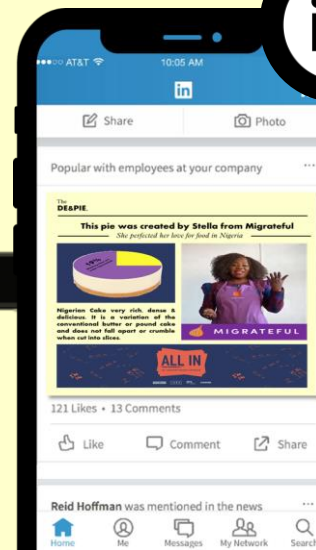 AT&T
10:05 AM
in
Share
Photo
Popular with employees at your company
The
DE&PIE.
This pie was created by Stella from Migrateful
She perfected her love for food in Nigeria
Nigerian Cake very rich, dense &
delicious. It is a variation of the
conventional butter or pound cake
and does not fall apart or crumble
when cut into slices.
MIGRATEFUL
ALL IN
121 Likes • 13 Comments
Like
Comment
Share
Reid Hoffman was mentioned in the news
Home
Me
Messages
My Network
Search